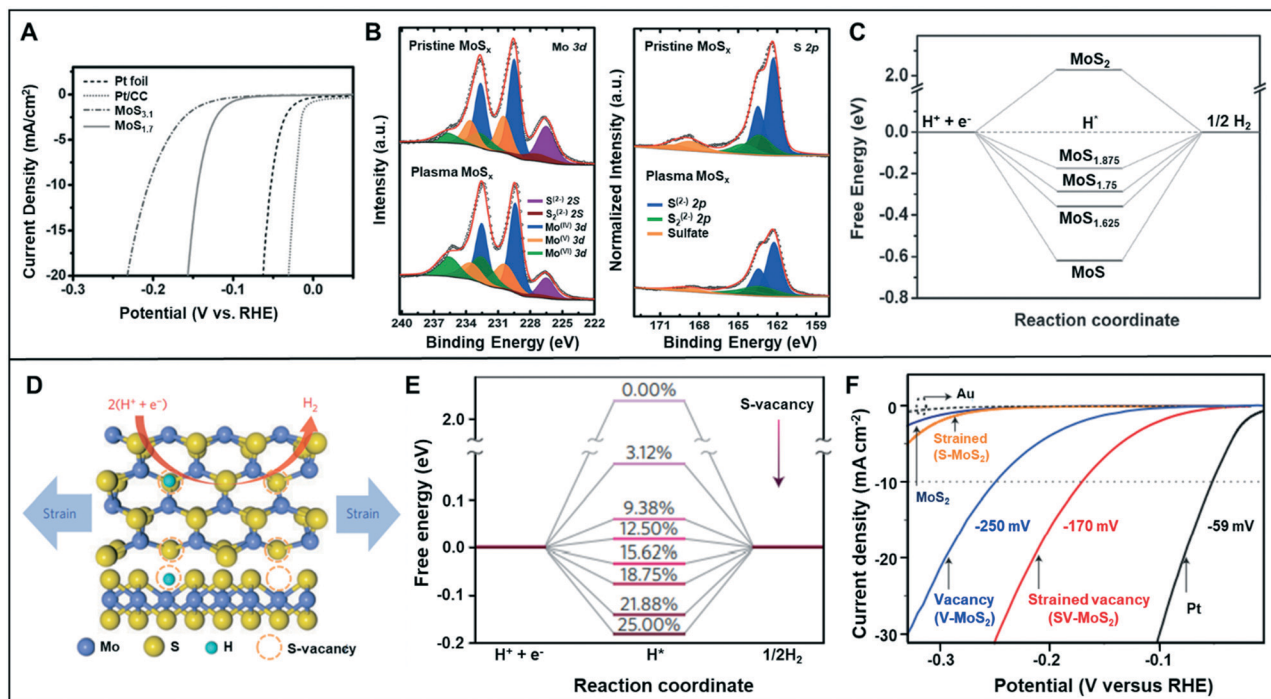 A
Pt foil
Pt/CC
MoS3.1
MoS1.7
Current Density (mA/cm2)
0
-5
-10
-15
-20
-0.3
-0.2
-0.1
0.0
Potential (V vs. RHE)
B
Pristine MoSx
Mo 3d
Plasma MoSx
S(2-) 2S
S2(2-) 2S
Mo(IV) 3d
Mo(V) 3d
Mo(VI) 3d
Intensity (a.u.)
240 237 234 231 228 225 222
Binding Energy (eV)
Pristine MoSx
S 2p
Plasma MoSx
S(2-) 2p
S2(2-) 2p
Sulfate
Normalized Intensity (a.u.)
171 168 165 162 159
Binding Energy (eV)
C
MoS2
H+ + e-
H*
1/2 H2
MoS1.875
MoS1.75
MoS1.625
MoS
Free Energy (eV)
2.0
0.0
-0.2
-0.4
-0.6
-0.8
Reaction coordinate
D
2(H+ + e-)
H2
Strain
Strain
Mo
S
H
S-vacancy
E
0.00%
S-vacancy
3.12%
9.38%
12.50%
15.62%
18.75%
21.88%
25.00%
Free energy (eV)
2.0
0.1
0.0
-0.1
-0.2
H+ + e-
H*
1/2H2
Reaction coordinate
F
Au
Strained
(S-MoS2)
MoS2
-250 mV
-170 mV
-59 mV
Vacancy
(V-MoS2)
Strained vacancy
(SV-MoS2)
Pt
Current density (mA cm-2)
0
-10
-20
-30
-0.3
-0.2
-0.1
Potential (V versus RHE)